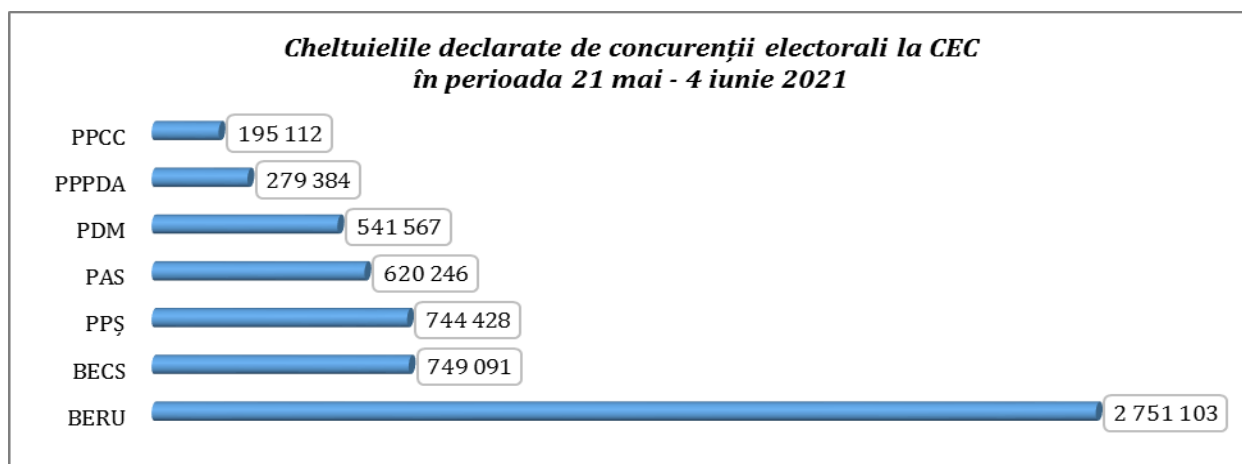 Cheltuielile declarate de concurenții electorali la CEC
în perioada 21 mai - 4 iunie 2021
PPCC 195 112
PPPDA 279 384
PDM 541 567
PAS 620 246
PPȘ 744 428
BECS 749 091
BERU 2 751 103